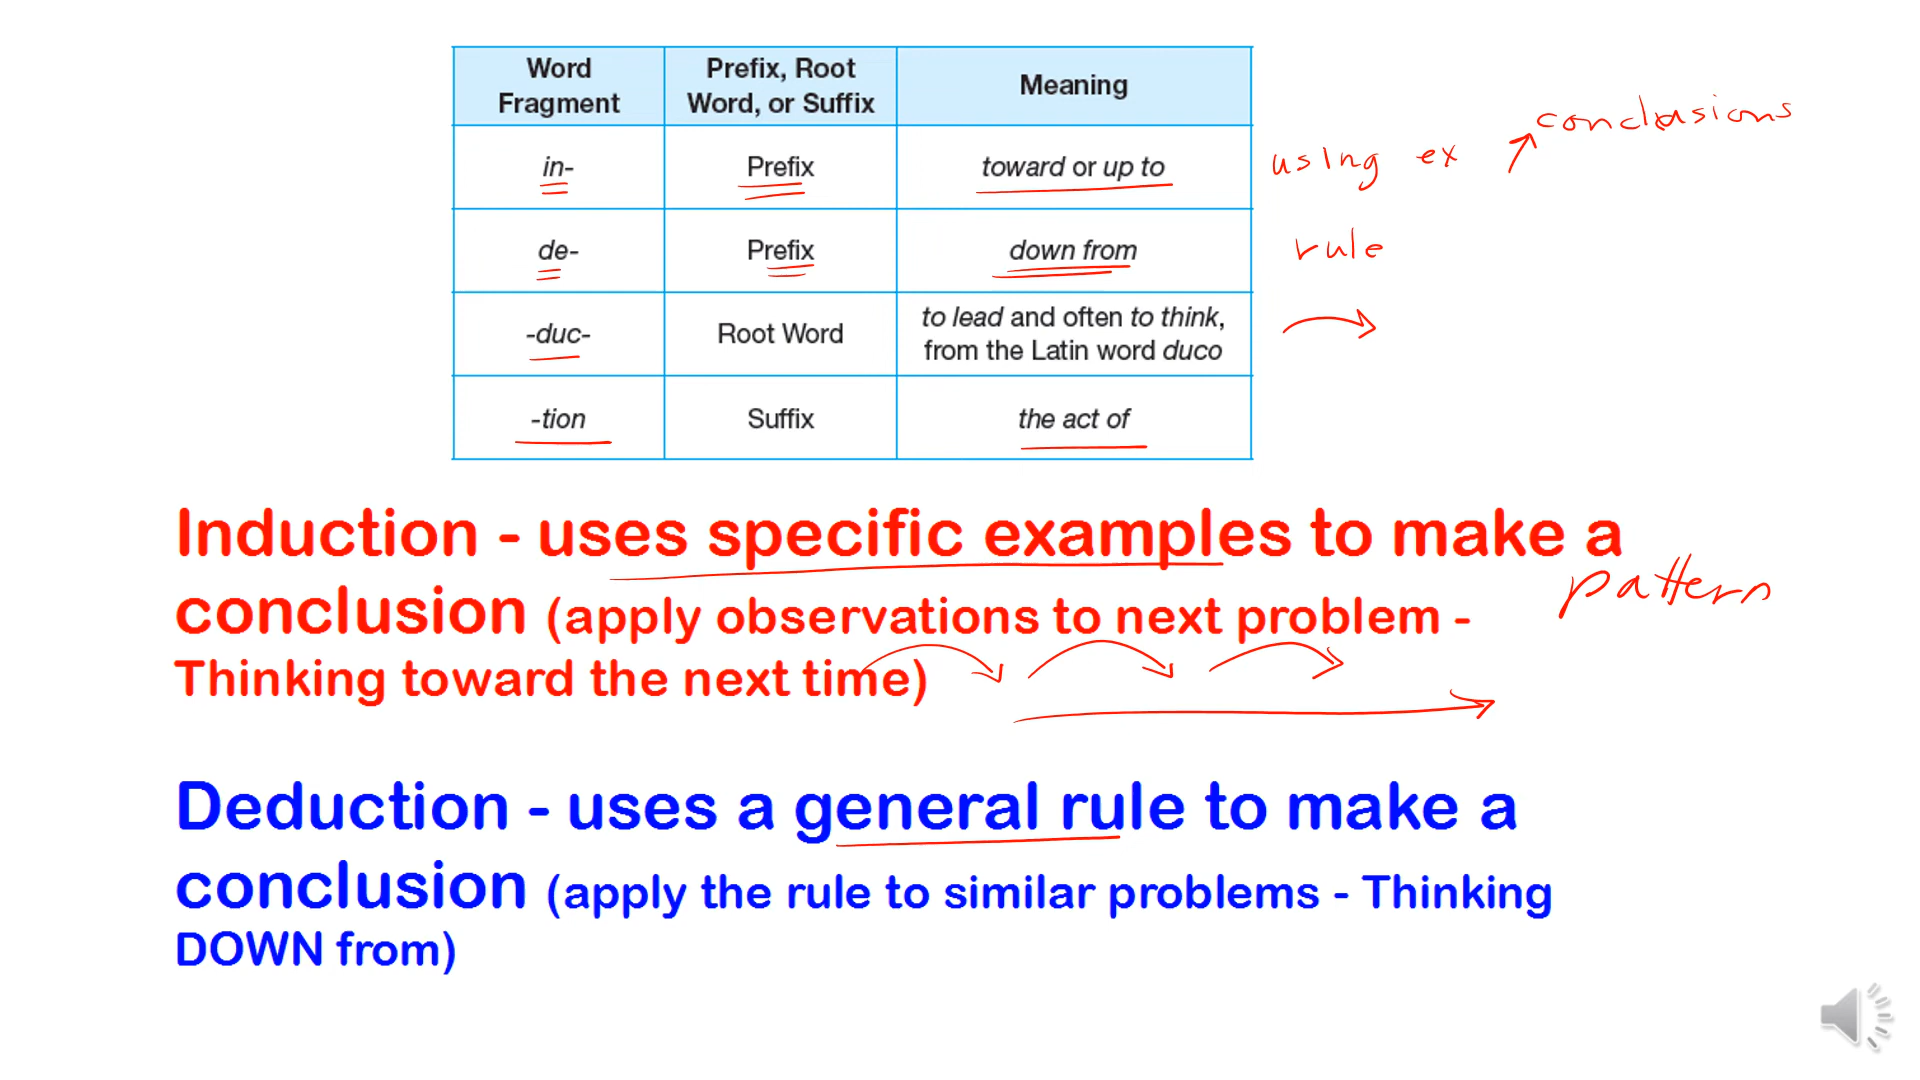 Word Fragment | Prefix, Root Word, or Suffix | Meaning
in- | Prefix | toward or up to
using ex ↗ conclusions
de- | Prefix | down from
rule
-duc- | Root Word | to lead and often to think, from the Latin word duco
-tion | Suffix | the act of
Induction - uses specific examples to make a
conclusion (apply observations to next problem -
pattern
Thinking toward the next time)
Deduction - uses a general rule to make a
conclusion (apply the rule to similar problems - Thinking
DOWN from)